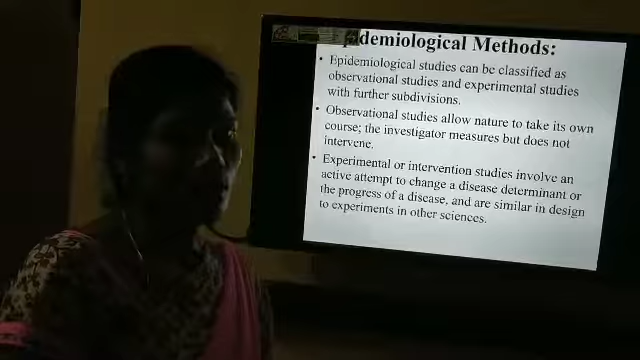 pidemiological Methods:
• Epidemiological studies can be classified as
observational studies and experimental studies
with further subdivisions.
• Observational studies allow nature to take its own
course; the investigator measures but does not
intervene.
• Experimental or intervention studies involve an
active attempt to change a disease determinant or
the progress of a disease, and are similar in design
to experiments in other sciences.